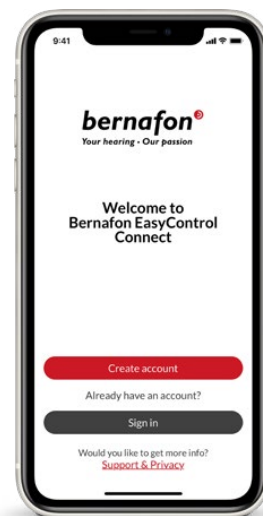 9:41
bernafon
Your hearing • Our passion
Welcome to
Bernafon EasyControl
Connect
Create account
Already have an account?
Sign in
Would you like to get more info?
Support & Privacy